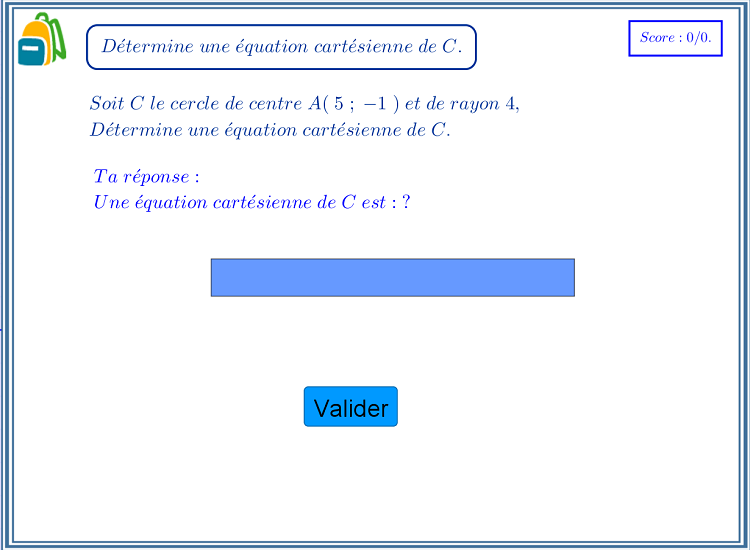 Détermine une équation cartésienne de C.
Score : 0/0.
Soit C le cercle de centre A( 5 ; −1 ) et de rayon 4,
Détermine une équation cartésienne de C.
Ta réponse :
Une équation cartésienne de C est : ?
Valider